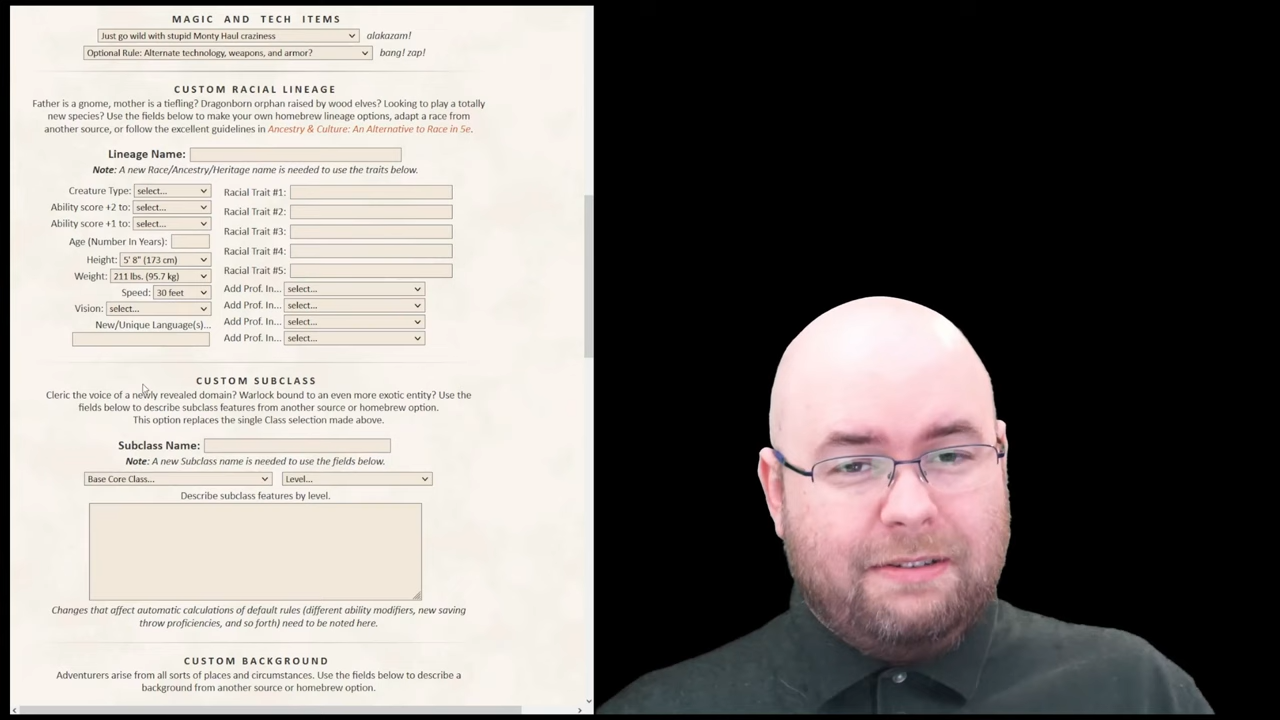 MAGIC AND TECH ITEMS
Just go wild with stupid Monty Haul craziness alakazam!
Optional Rule: Alternate technology, weapons, and armor? bang! zap!
CUSTOM RACIAL LINEAGE
Father is a gnome, mother is a tiefling? Dragonborn orphan raised by wood elves? Looking to play a totally
new species? Use the fields below to make your own homebrew lineage options, adapt a race from
another source, or follow the excellent guidelines in Ancestry & Culture: An Alternative to Race in 5e.
Lineage Name:
Note: A new Race/Ancestry/Heritage name is needed to use the traits below.
Creature Type: select...
Ability score +2 to: select...
Ability score +1 to: select...
Age (Number In Years):
Height: 5' 8" (173 cm)
Weight: 211 lbs. (95.7 kg)
Speed: 30 feet
Vision: select...
New/Unique Language(s)...
Racial Trait #1:
Racial Trait #2:
Racial Trait #3:
Racial Trait #4:
Racial Trait #5:
Add Prof. In... select...
Add Prof. In... select...
Add Prof. In... select...
Add Prof. In... select...
CUSTOM SUBCLASS
Cleric the voice of a newly revealed domain? Warlock bound to an even more exotic entity? Use the
fields below to describe subclass features from another source or homebrew option.
This option replaces the single Class selection made above.
Subclass Name:
Note: A new Subclass name is needed to use the fields below.
Base Core Class... Level...
Describe subclass features by level.
Changes that affect automatic calculations of default rules (different ability modifiers, new saving
throw proficiencies, and so forth) need to be noted here.
CUSTOM BACKGROUND
Adventurers arise from all sorts of places and circumstances. Use the fields below to describe a
background from another source or homebrew option.